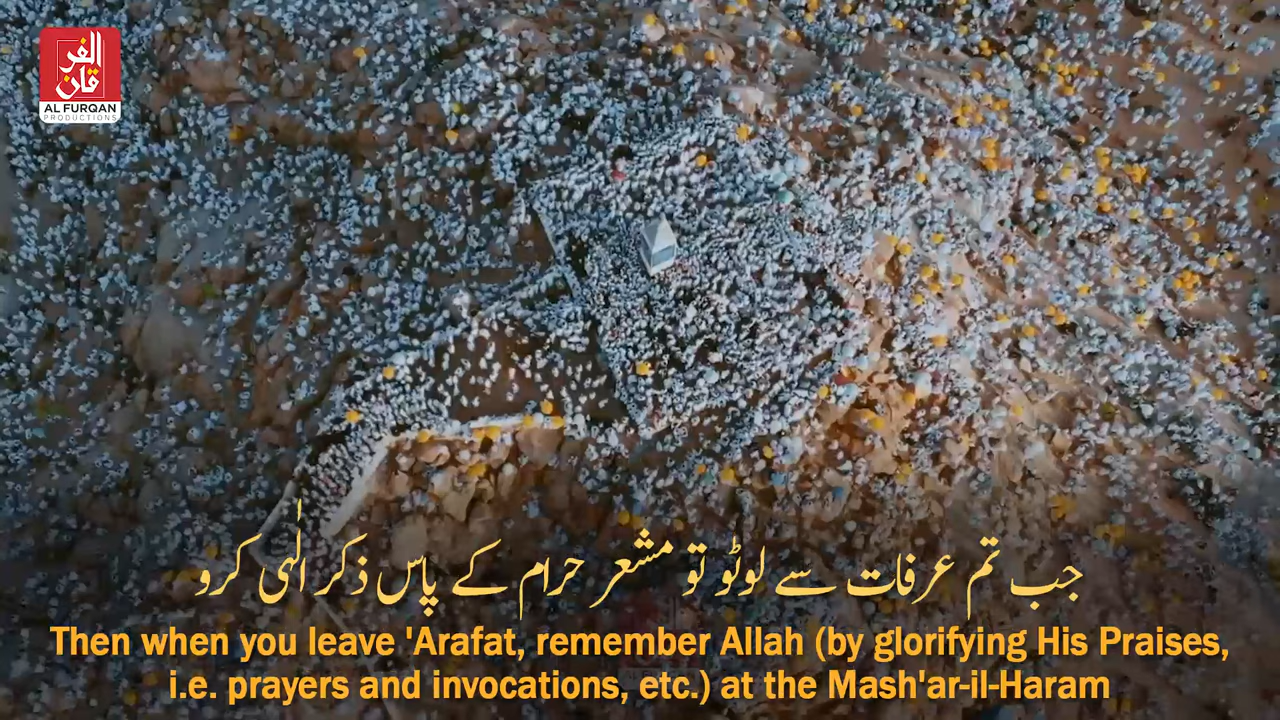 الفر
قان
AL FURQAN
PRODUCTIONS
جب تم عرفات سے لوٹو تو مشعر حرام کے پاس ذکر الٰہی کرو
Then when you leave 'Arafat, remember Allah (by glorifying His Praises,
i.e. prayers and invocations, etc.) at the Mash'ar-il-Haram